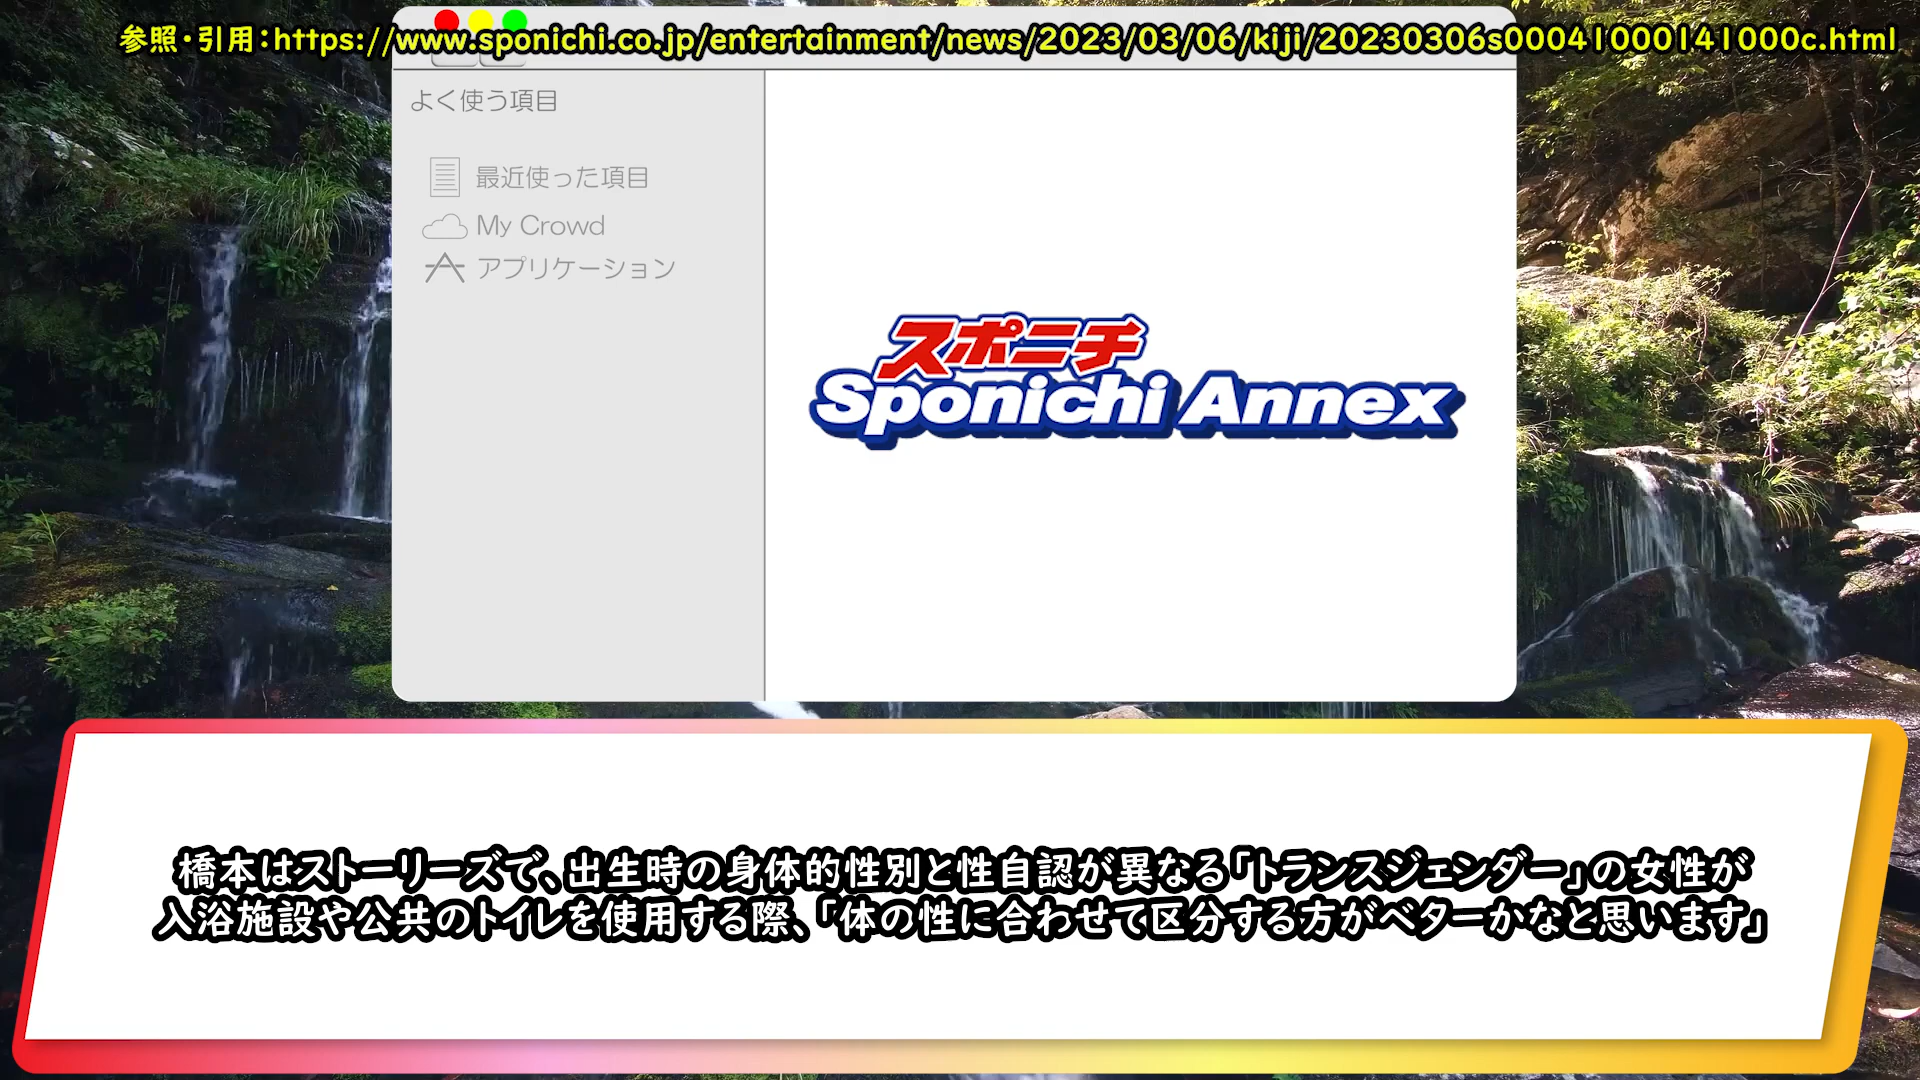 参照・引用：https://www.sponichi.co.jp/entertainment/news/2023/03/06/kiji/20230306s00041000141000c.html
よく使う項目
最近使った項目
My Crowd
アプリケーション
スポニチ
Sponichi Annex
橋本はストーリーズで、出生時の身体的性別と性自認が異なる「トランスジェンダー」の女性が
入浴施設や公共のトイレを使用する際、「体の性に合わせて区分する方がベターかなと思います」